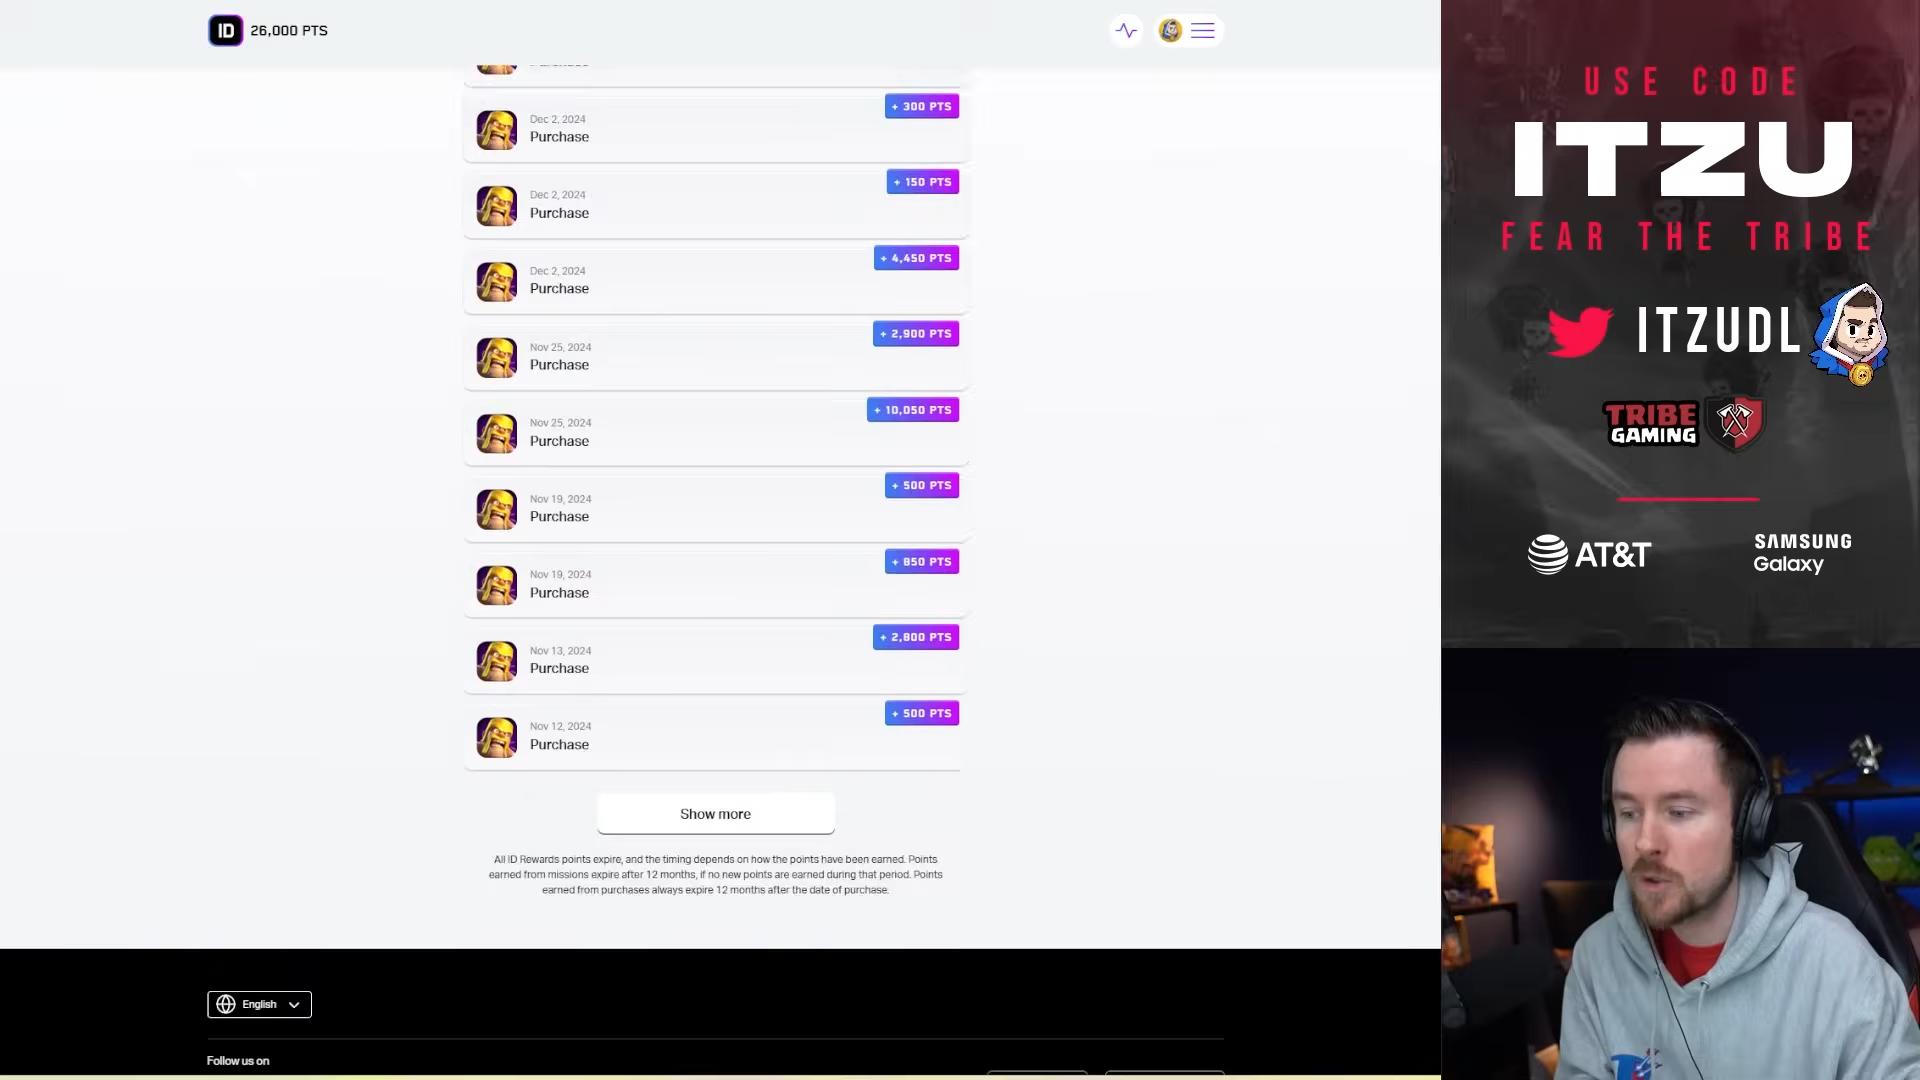 ID 26,000 PTS
+ 300 PTS
Dec 2, 2024
Purchase
+ 150 PTS
Dec 2, 2024
Purchase
+ 4,450 PTS
Dec 2, 2024
Purchase
+ 2,900 PTS
Nov 25, 2024
Purchase
+ 10,050 PTS
Nov 25, 2024
Purchase
+ 500 PTS
Nov 19, 2024
Purchase
+ 850 PTS
Nov 19, 2024
Purchase
+ 2,800 PTS
Nov 13, 2024
Purchase
+ 500 PTS
Nov 12, 2024
Purchase
Show more
All ID Rewards points expire, and the timing depends on how the points have been earned. Points
earned from missions expire after 12 months, if no new points are earned during that period. Points
earned from purchases always expire 12 months after the date of purchase.
English
Follow us on
USE CODE
ITZU
FEAR THE TRIBE
ITZUDL
TRIBE
GAMING
AT&T
SAMSUNG
Galaxy